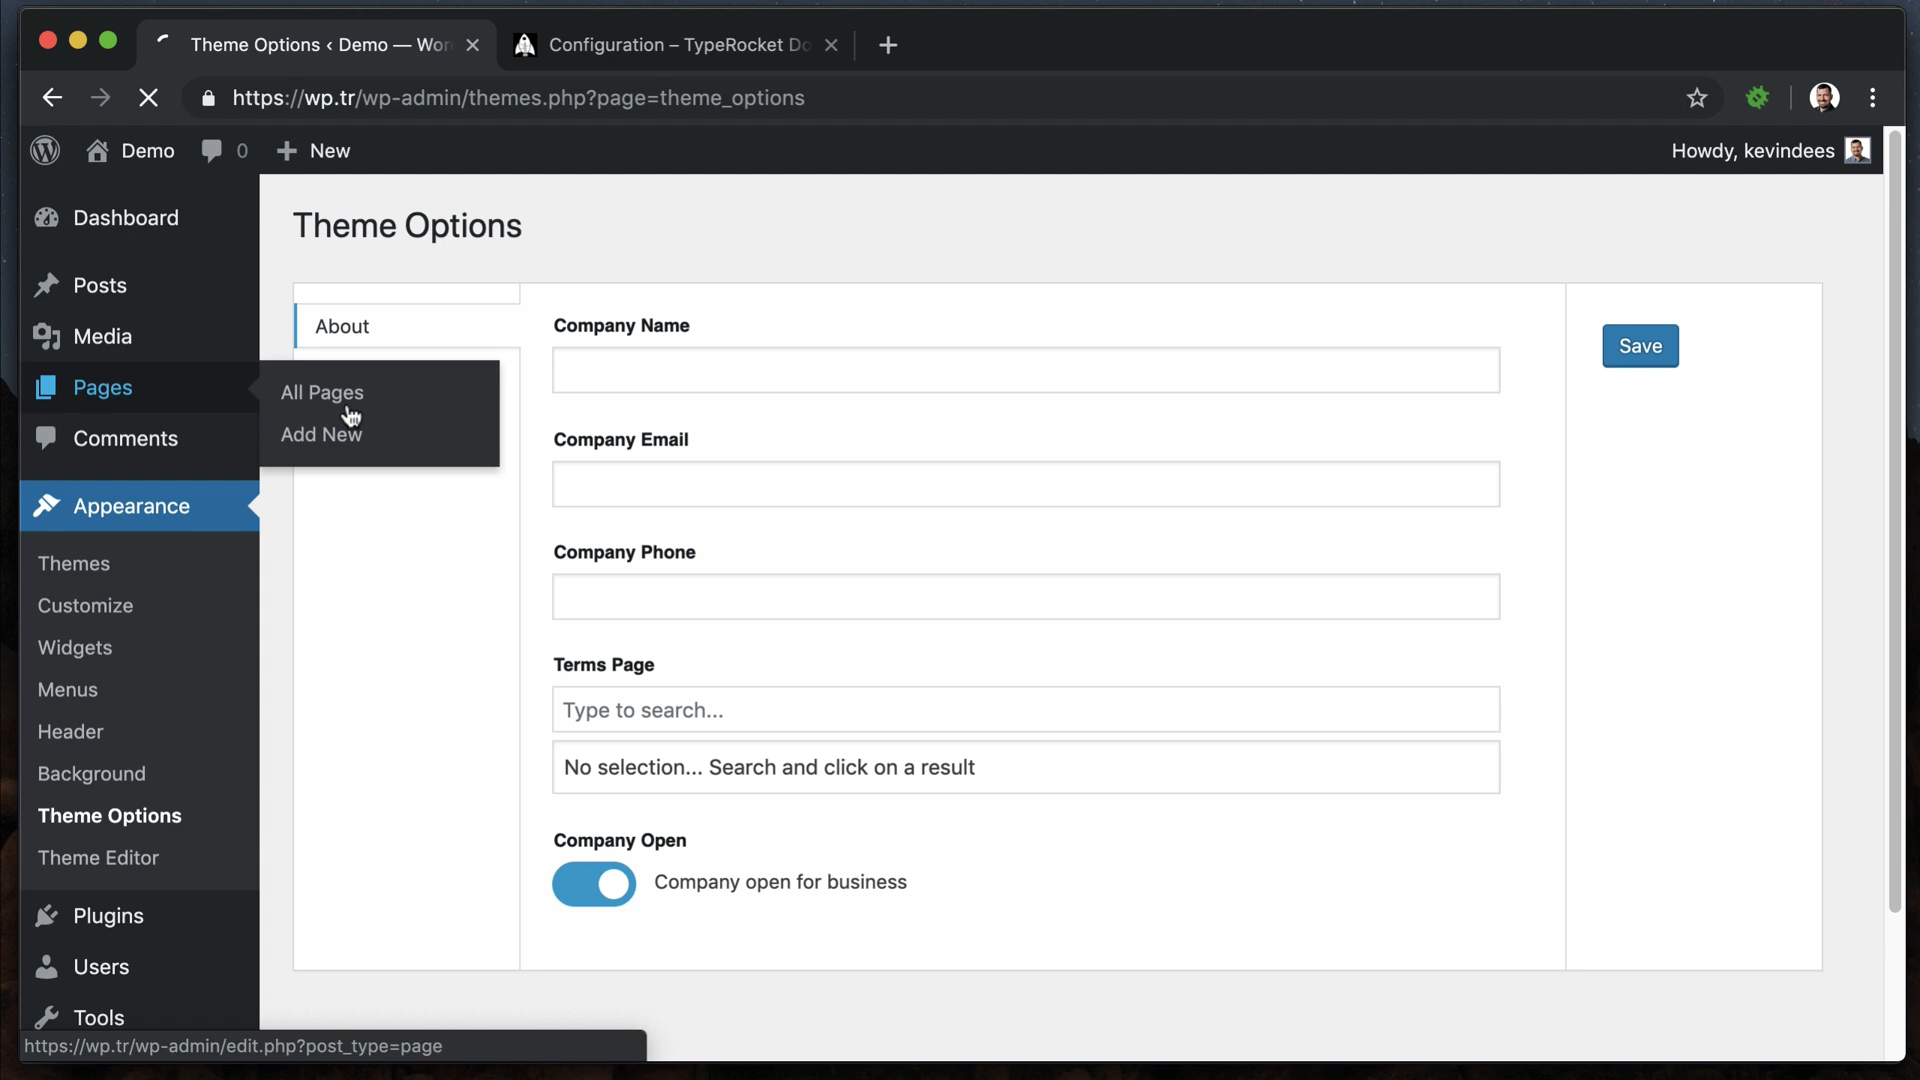 Theme Options ‹ Demo — Wor
Configuration – TypeRocket Do
https://wp.tr/wp-admin/themes.php?page=theme_options
Demo
0
New
Howdy, kevindees
Dashboard
Posts
Media
Pages
Comments
Appearance
Themes
Customize
Widgets
Menus
Header
Background
Theme Options
Theme Editor
Plugins
Users
Tools
All Pages
Add New
Theme Options
About
Company Name
Company Email
Company Phone
Terms Page
Type to search...
No selection... Search and click on a result
Company Open
Company open for business
Save
https://wp.tr/wp-admin/edit.php?post_type=page